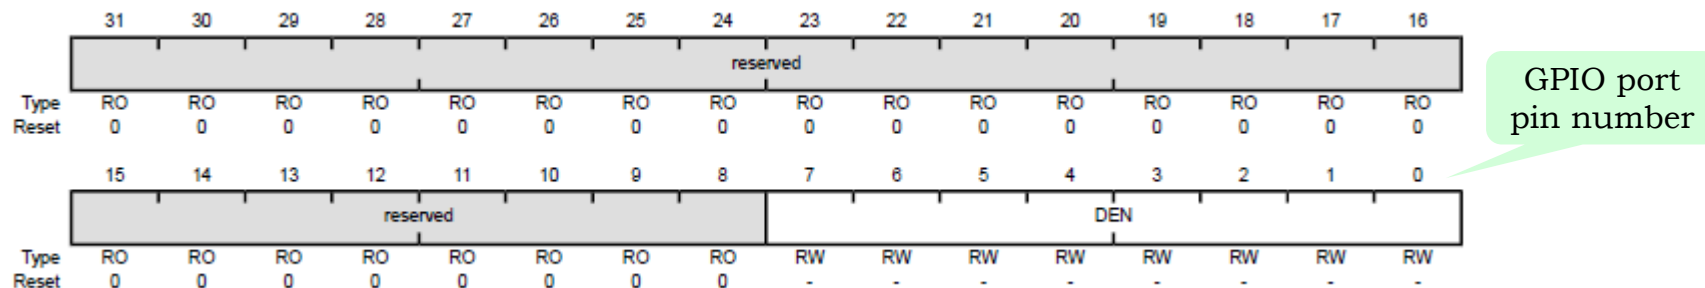 31 30 29 28 27 26 25 24 23 22 21 20 19 18 17 16
reserved
Type RO RO RO RO RO RO RO RO RO RO RO RO RO RO RO RO
Reset 0 0 0 0 0 0 0 0 0 0 0 0 0 0 0 0
GPIO port
pin number
15 14 13 12 11 10 9 8 7 6 5 4 3 2 1 0
reserved DEN
Type RO RO RO RO RO RO RO RO RW RW RW RW RW RW RW RW
Reset 0 0 0 0 0 0 0 0 - - - - - - - -